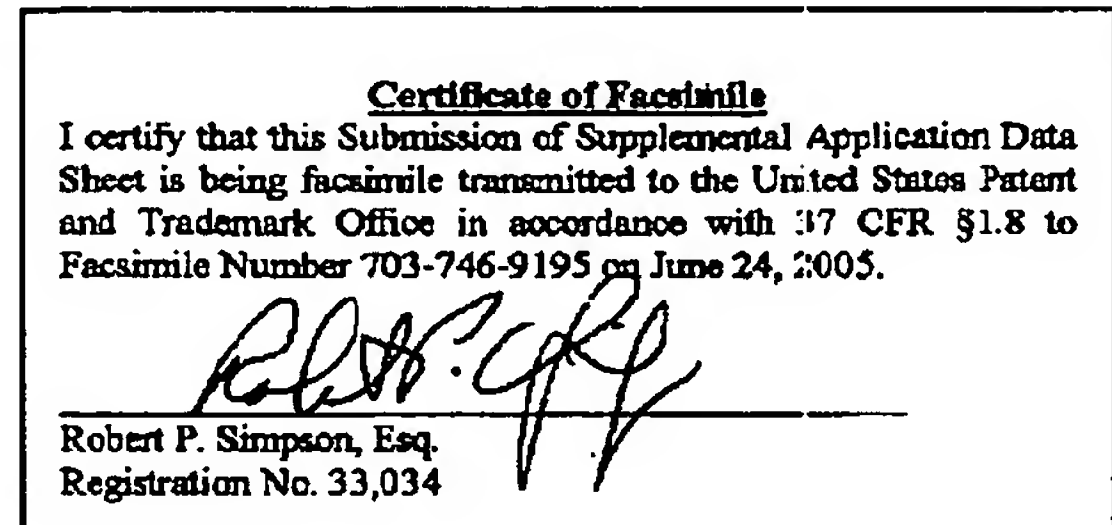 Certificate of Facsimile
I certify that this Submission of Supplemental Application Data
Sheet is being facsimile transmitted to the United States Patent
and Trademark Office in accordance with 37 CFR §1.8 to
Facsimile Number 703-746-9195 on June 24, 2005.
Robert P. Simpson, Esq.
Registration No. 33,034